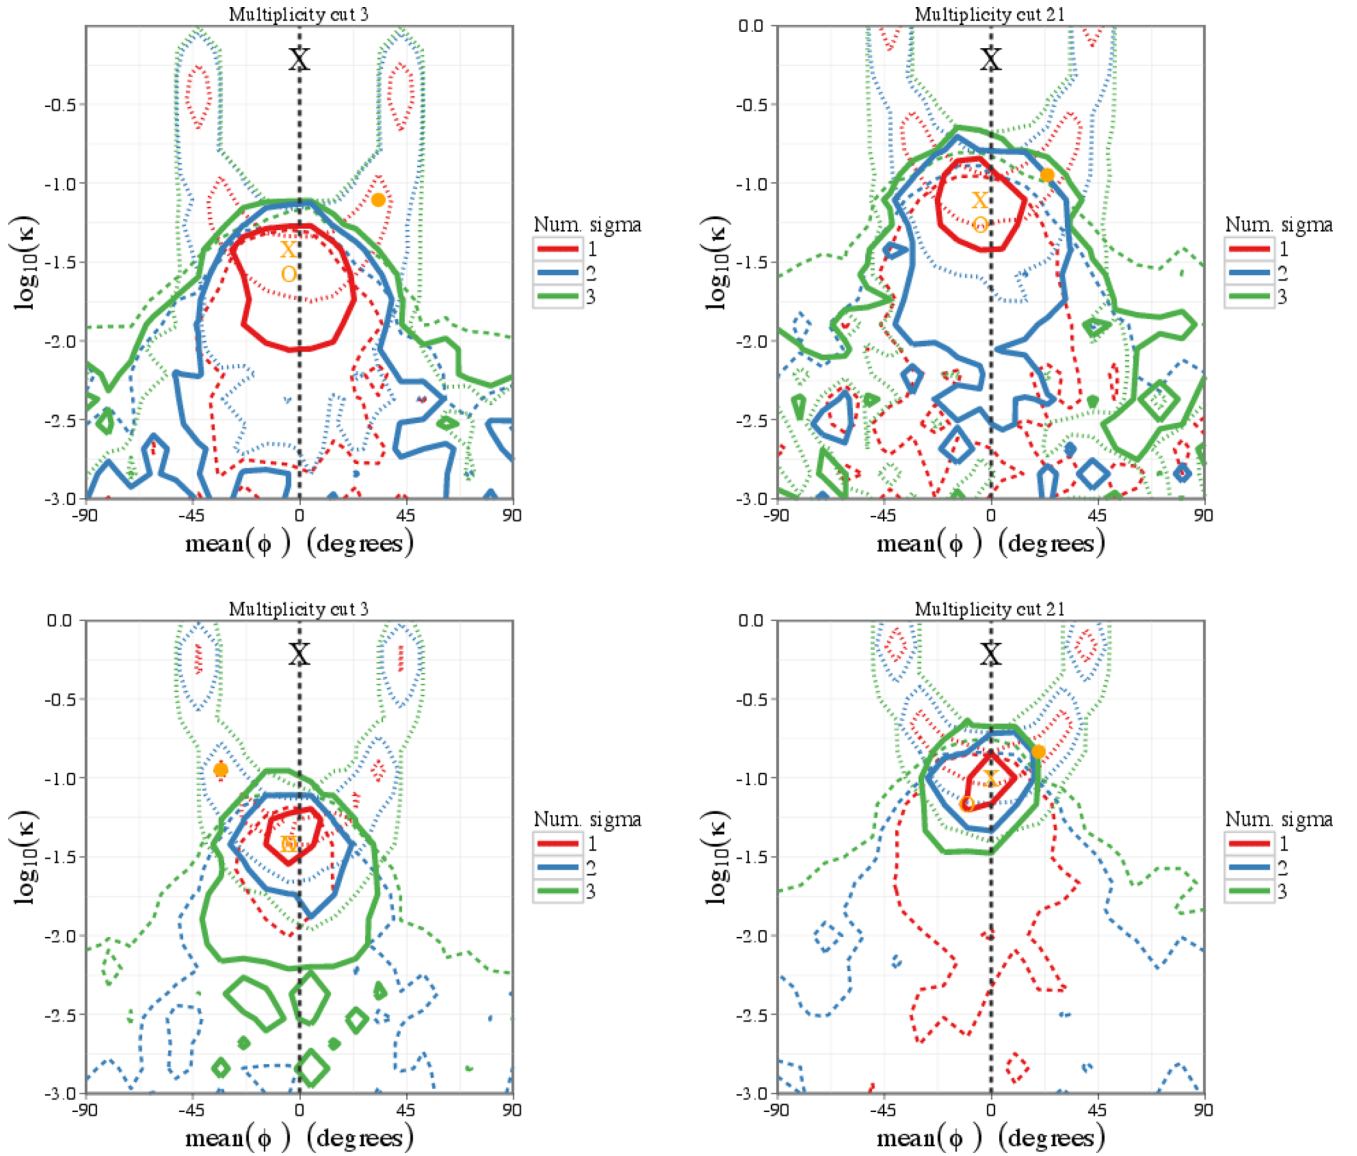 Multiplicity cut 3
-0.5
-1.0
-1.5
-2.0
-2.5
-3.0
-90
-45
0
45
90
log10(κ)
mean(ϕ ) (degrees)
X
X
O
Num. sigma
1
2
3
Multiplicity cut 21
0.0
-0.5
-1.0
-1.5
-2.0
-2.5
-3.0
-90
-45
0
45
90
log10(κ)
mean(ϕ ) (degrees)
X
X
O
Num. sigma
1
2
3
Multiplicity cut 3
0.0
-0.5
-1.0
-1.5
-2.0
-2.5
-3.0
-90
-45
0
45
90
log10(κ)
mean(ϕ ) (degrees)
X
Num. sigma
1
2
3
Multiplicity cut 21
0.0
-0.5
-1.0
-1.5
-2.0
-2.5
-3.0
-90
-45
0
45
90
log10(κ)
mean(ϕ ) (degrees)
X
X
O
Num. sigma
1
2
3